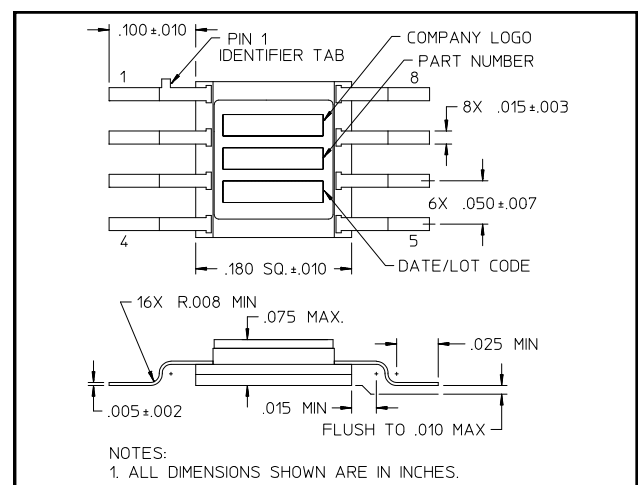 .100±.010
PIN 1
IDENTIFIER TAB
COMPANY LOGO
PART NUMBER
1
8
8X .015±.003
6X .050±.007
4
5
.180 SQ.±.010
DATE/LOT CODE
16X R.008 MIN
.075 MAX.
.025 MIN
.005±.002
.015 MIN
FLUSH TO .010 MAX
NOTES:
1. ALL DIMENSIONS SHOWN ARE IN INCHES.